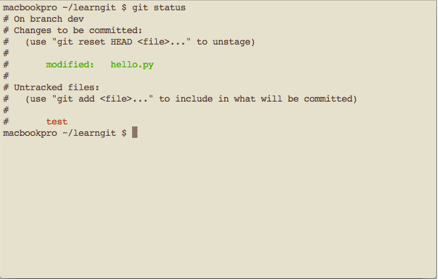 macbookpro ~/learngit $ git status
# On branch dev
# Changes to be committed:
#   (use "git reset HEAD <file>..." to unstage)
#
#       modified:   hello.py
#
# Untracked files:
#   (use "git add <file>..." to include in what will be committed)
#
#       test
macbookpro ~/learngit $